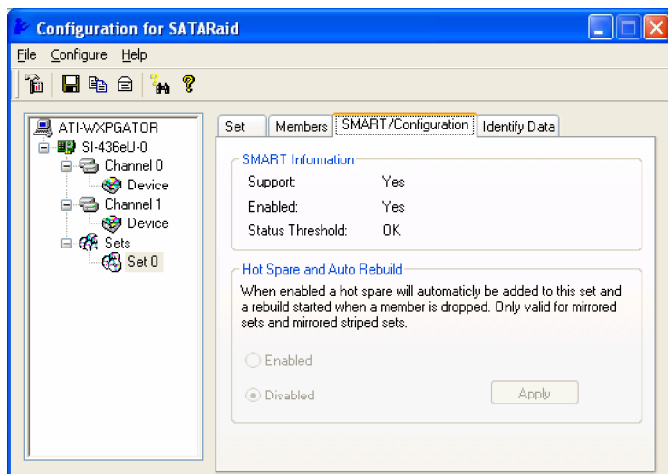 Configuration for SATARaid
File Configure Help
ATI-WXPGATOR
SI-436eU-0
Channel 0
Device
Channel 1
Device
Sets
Set 0
Set Members SMART/Configuration Identify Data
SMART Information
Support: Yes
Enabled: Yes
Status Threshold: OK
Hot Spare and Auto Rebuild
When enabled a hot spare will automaticly be added to this set and
a rebuild started when a member is dropped. Only valid for mirrored
sets and mirrored striped sets.
Enabled
Disabled Apply